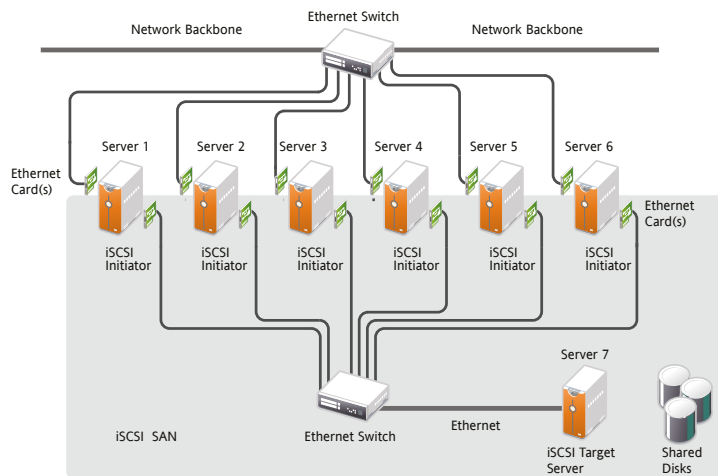 Ethernet Switch
Network Backbone
Network Backbone
Server 1
Server 2
Server 3
Server 4
Server 5
Server 6
Ethernet
Card(s)
Ethernet
Card(s)
iSCSI
Initiator
iSCSI
Initiator
iSCSI
Initiator
iSCSI
Initiator
iSCSI
Initiator
iSCSI
Initiator
Server 7
Ethernet
iSCSI SAN
Ethernet Switch
iSCSI Target
Server
Shared
Disks